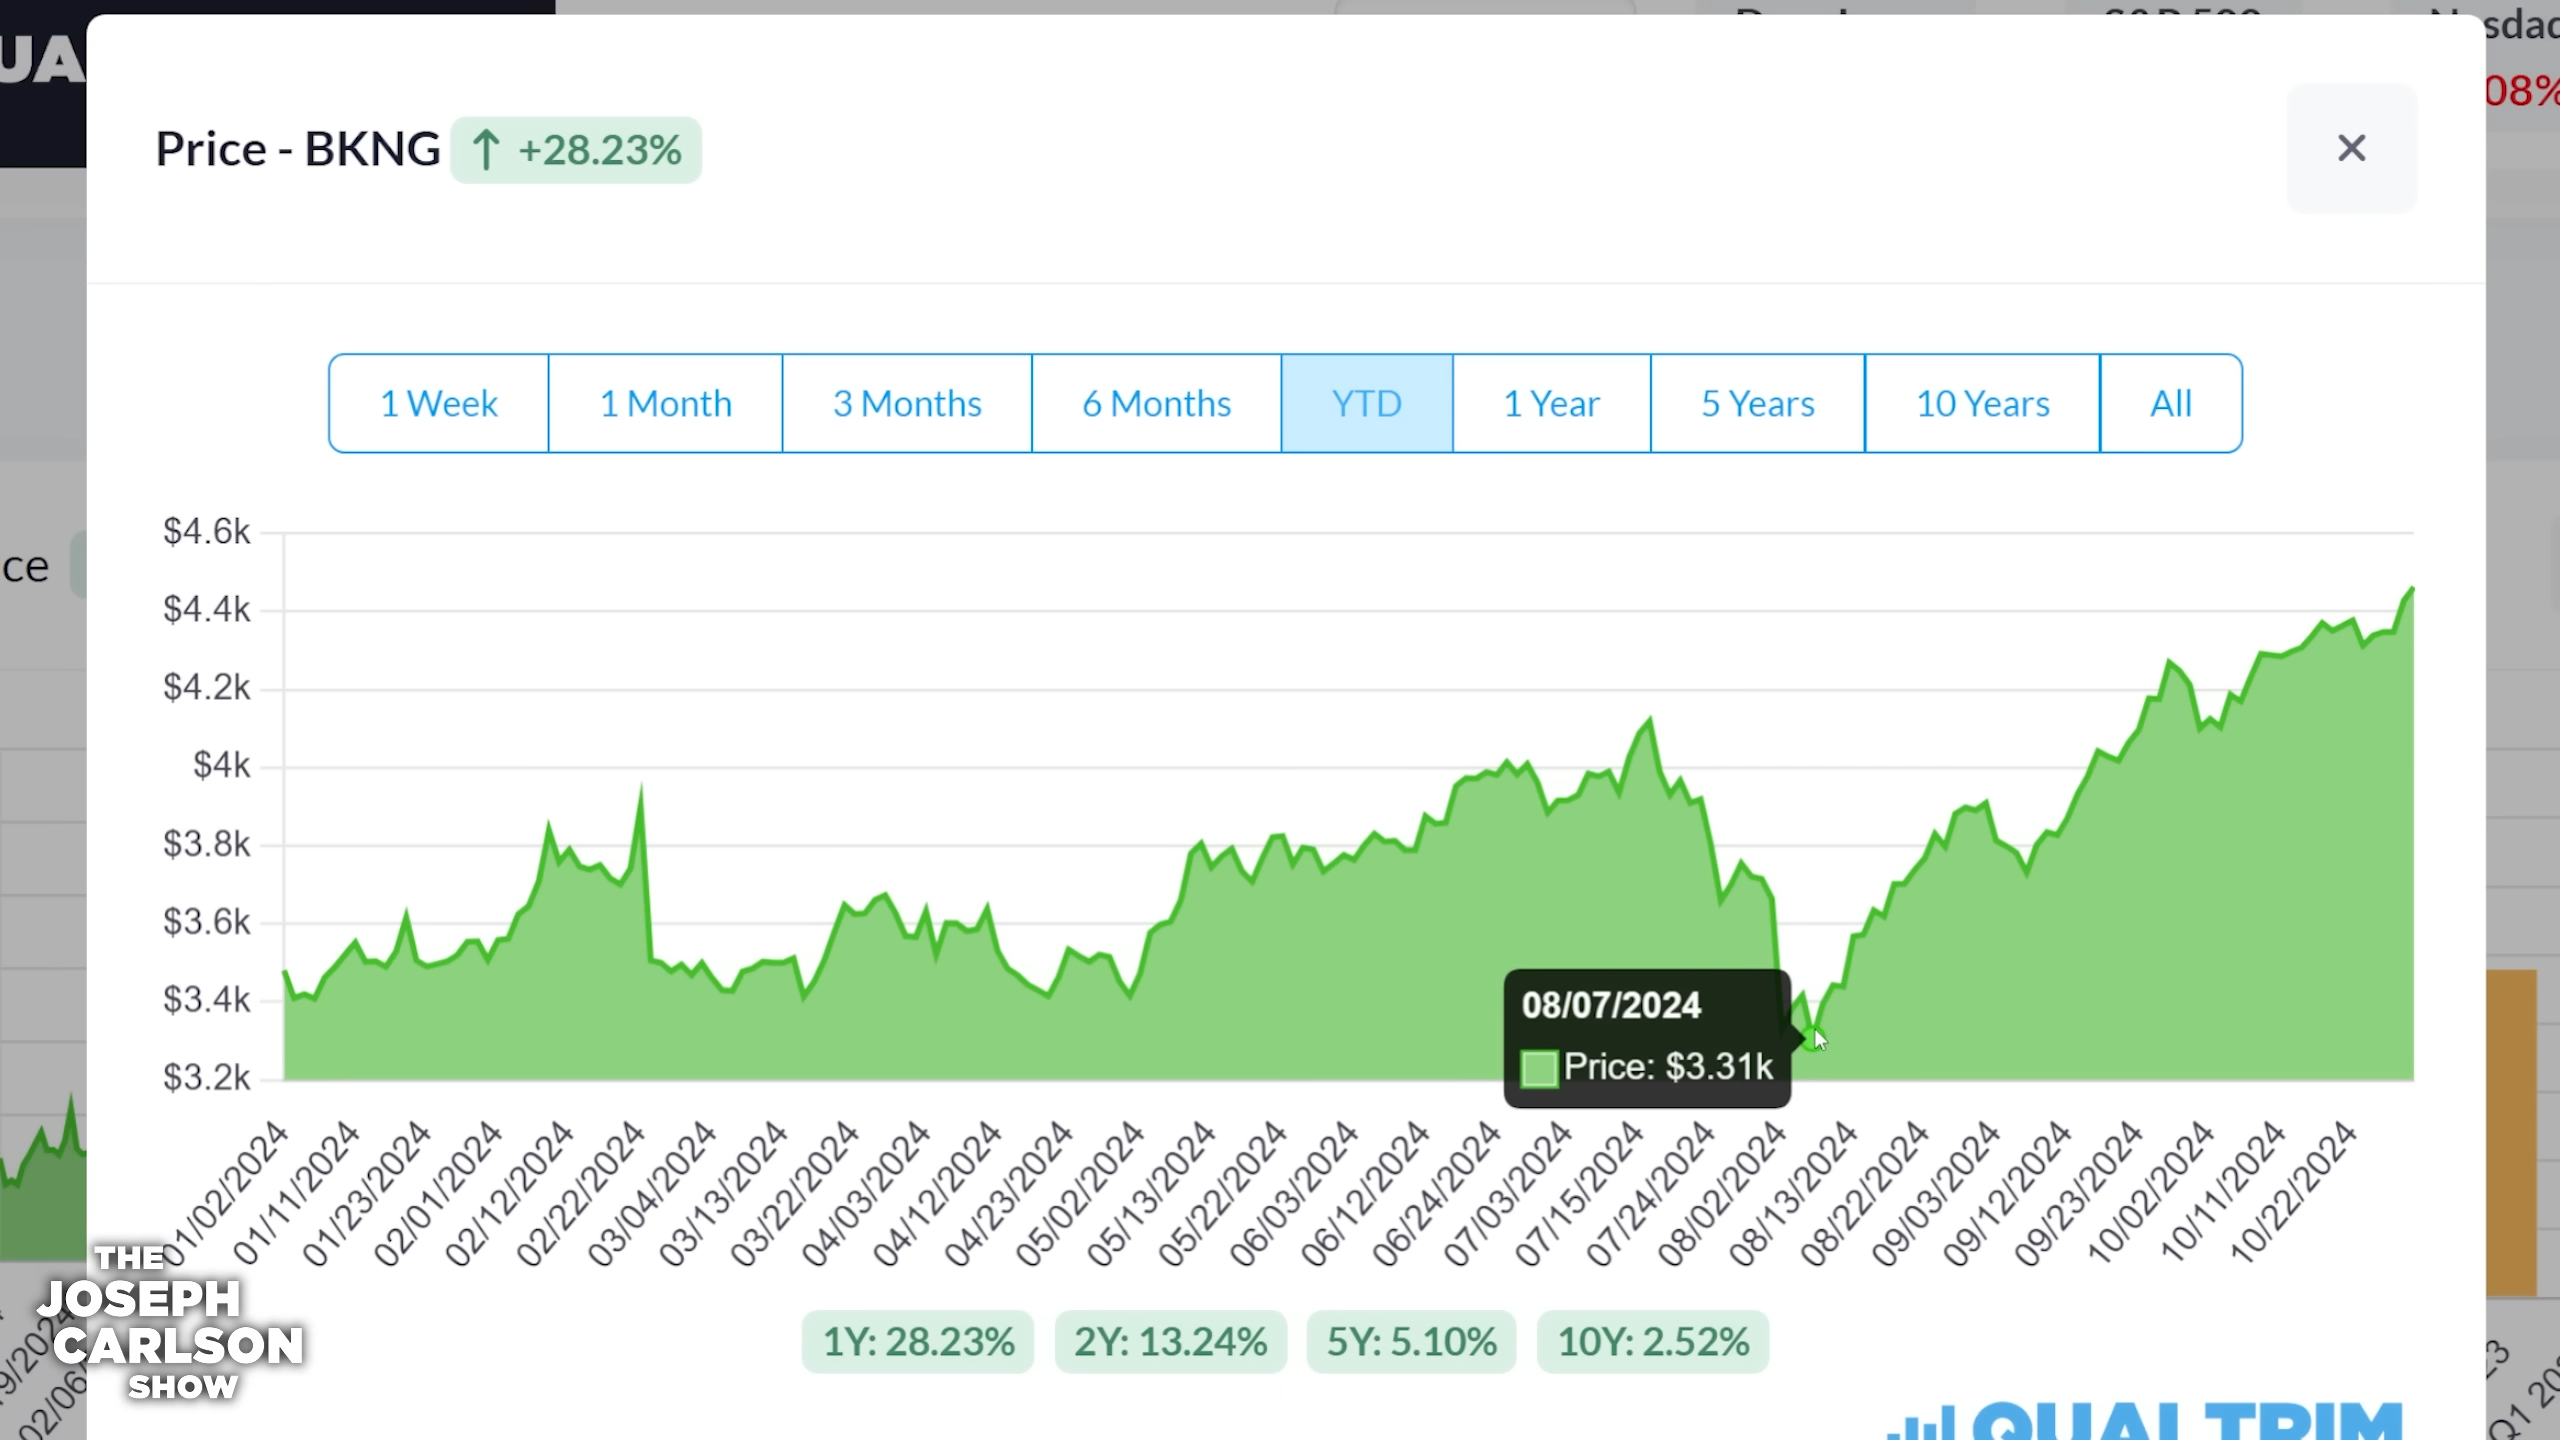 UA
08%
Price - BKNG ↑ +28.23%
×
1 Week 1 Month 3 Months 6 Months YTD 1 Year 5 Years 10 Years All
$4.6k
$4.4k
$4.2k
$4k
$3.8k
$3.6k
$3.4k
$3.2k
ce
08/07/2024
Price: $3.31k
01/02/2024 01/11/2024 01/23/2024 02/01/2024 02/12/2024 02/22/2024 03/04/2024 03/13/2024 03/22/2024 04/03/2024 04/12/2024 04/23/2024 05/02/2024 05/13/2024 05/22/2024 06/03/2024 06/12/2024 06/24/2024 07/03/2024 07/15/2024 07/24/2024 08/02/2024 08/13/2024 08/22/2024 09/03/2024 09/12/2024 09/23/2024 10/02/2024 10/11/2024 10/22/2024
1Y: 28.23% 2Y: 13.24% 5Y: 5.10% 10Y: 2.52%
THE
JOSEPH
CARLSON
SHOW
QUALTRIM